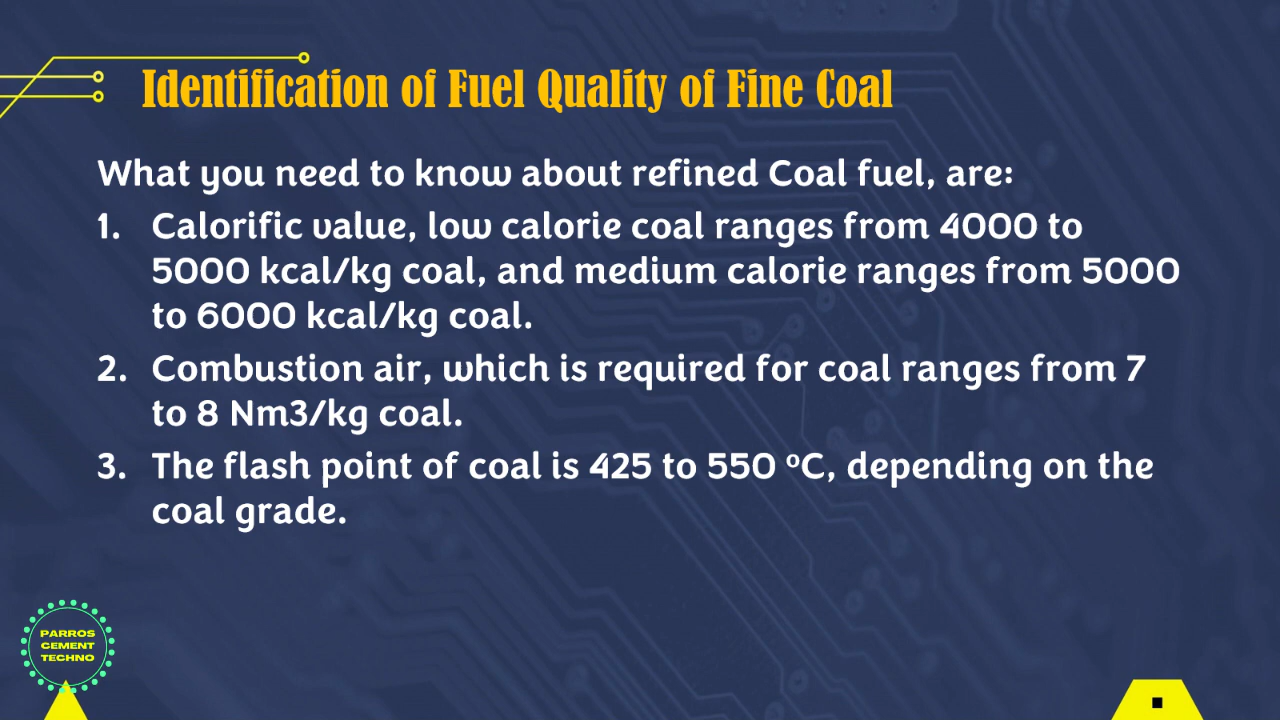 Identification of Fuel Quality of Fine Coal
What you need to know about refined Coal fuel, are:
1. Calorific value, low calorie coal ranges from 4000 to
5000 kcal/kg coal, and medium calorie ranges from 5000
to 6000 kcal/kg coal.
2. Combustion air, which is required for coal ranges from 7
to 8 Nm3/kg coal.
3. The flash point of coal is 425 to 550 ºC, depending on the
coal grade.
PARROS
CEMENT
TECHNO